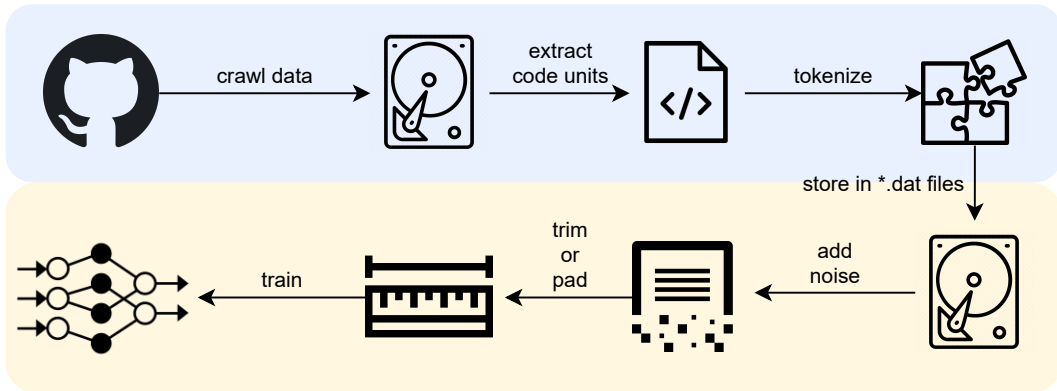 crawl data
extract
code units
</>
tokenize
store in *.dat files
add
noise
trim
or
pad
train